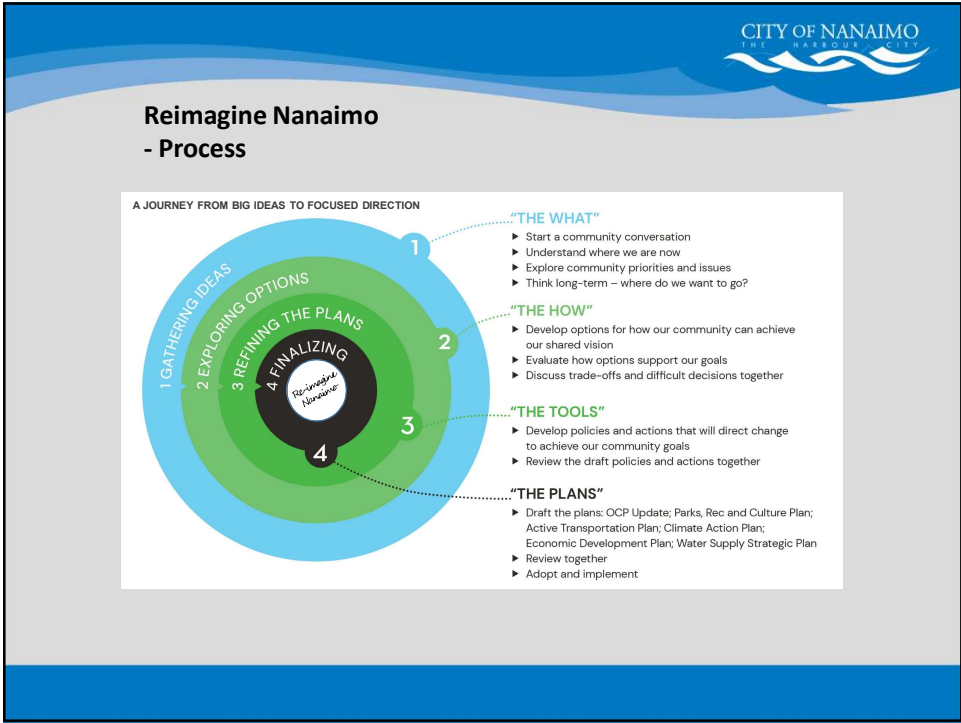 CITY OF NANAIMO
THE HARBOUR CITY
Reimagine Nanaimo
- Process
A JOURNEY FROM BIG IDEAS TO FOCUSED DIRECTION
1 GATHERING IDEAS
2 EXPLORING OPTIONS
3 REFINING THE PLANS
4 FINALIZING
Re-imagine
Nanaimo
1
"THE WHAT"
► Start a community conversation
► Understand where we are now
► Explore community priorities and issues
► Think long-term – where do we want to go?
2
"THE HOW"
► Develop options for how our community can achieve
our shared vision
► Evaluate how options support our goals
► Discuss trade-offs and difficult decisions together
3
"THE TOOLS"
► Develop policies and actions that will direct change
to achieve our community goals
► Review the draft policies and actions together
4
"THE PLANS"
► Draft the plans: OCP Update; Parks, Rec and Culture Plan;
Active Transportation Plan; Climate Action Plan;
Economic Development Plan; Water Supply Strategic Plan
► Review together
► Adopt and implement